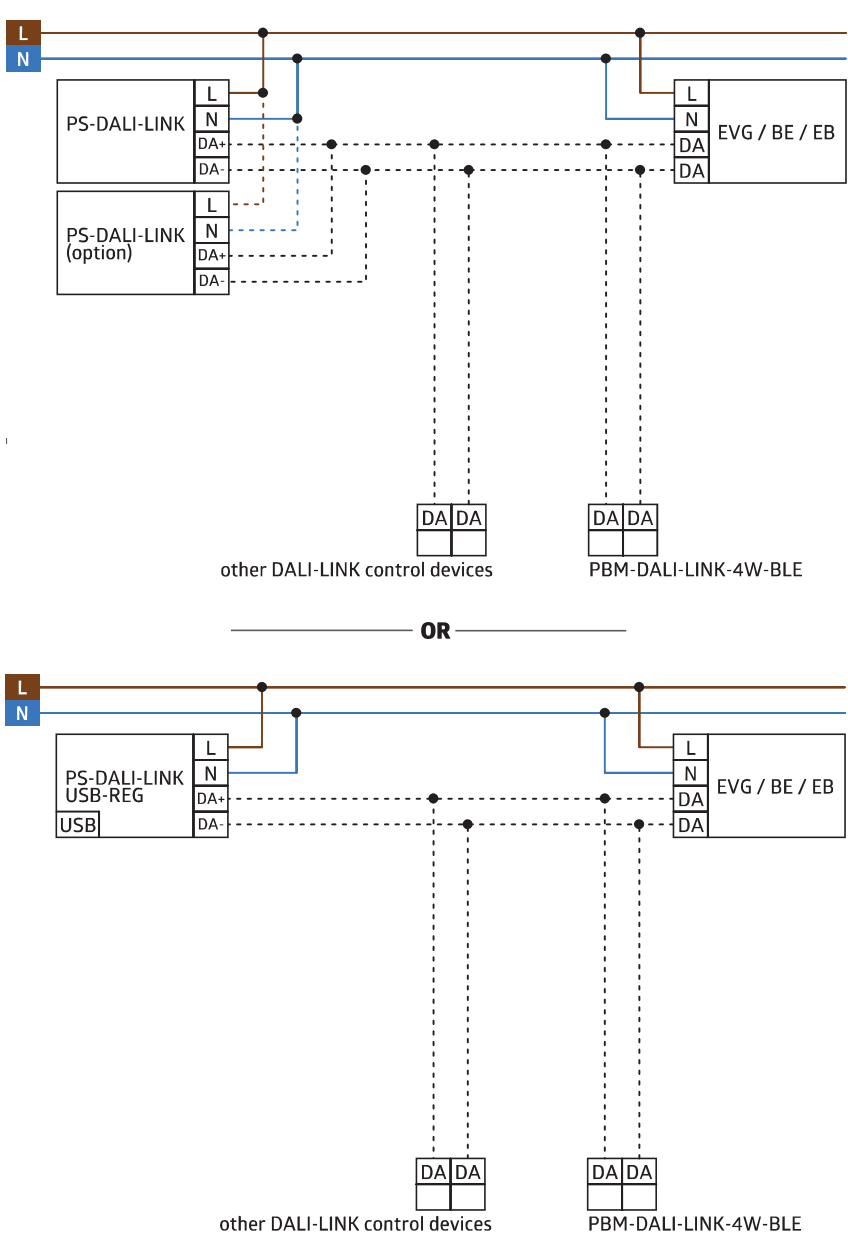 L
N
PS-DALI-LINK
L
N
DA+
DA-
L
N
DA
DA
EVG / BE / EB
PS-DALI-LINK
(option)
L
N
DA+
DA-
DA DA
DA DA
other DALI-LINK control devices
PBM-DALI-LINK-4W-BLE
OR
L
N
PS-DALI-LINK
USB-REG
USB
L
N
DA+
DA-
L
N
DA
DA
EVG / BE / EB
DA DA
DA DA
other DALI-LINK control devices
PBM-DALI-LINK-4W-BLE